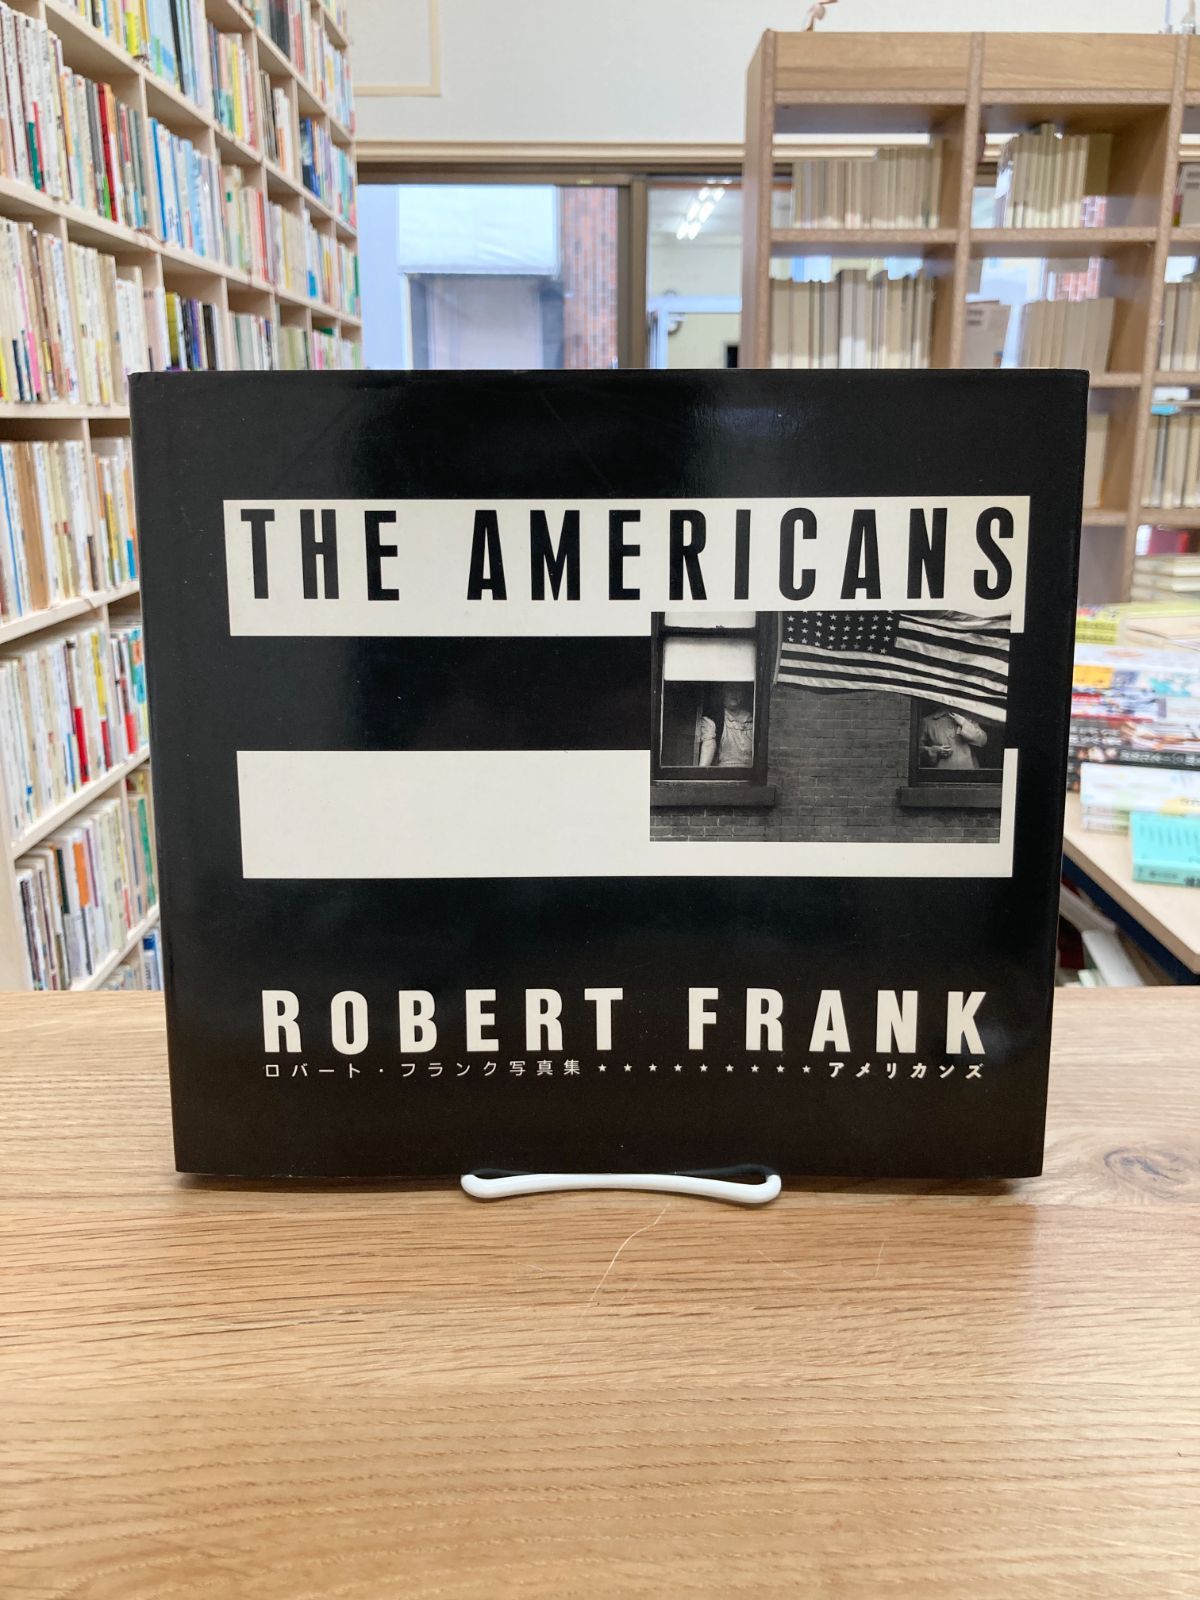 THE AMERICANS
ROBERT FRANK
ロバート・フランク写真集 ★★★★★★★★★ アメリカンズ